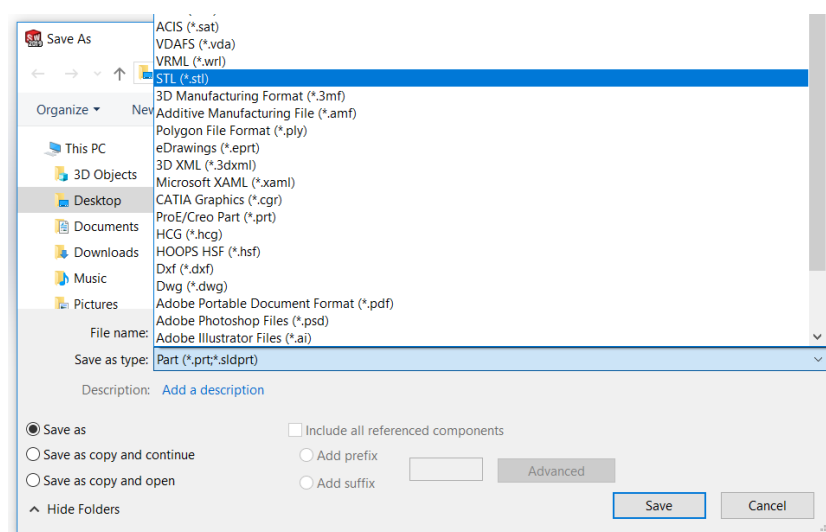 Save As
ACIS (*.sat)
VDAFS (*.vda)
VRML (*.wrl)
STL (*.stl)
3D Manufacturing Format (*.3mf)
Additive Manufacturing File (*.amf)
Polygon File Format (*.ply)
eDrawings (*.eprt)
3D XML (*.3dxml)
Microsoft XAML (*.xaml)
CATIA Graphics (*.cgr)
ProE/Creo Part (*.prt)
HCG (*.hcg)
HOOPS HSF (*.hsf)
Dxf (*.dxf)
Dwg (*.dwg)
Adobe Portable Document Format (*.pdf)
Adobe Photoshop Files (*.psd)
Adobe Illustrator Files (*.ai)
Organize
This PC
3D Objects
Desktop
Documents
Downloads
Music
Pictures
File name:
Save as type: Part (*.prt;*.sldprt)
Description: Add a description
Save as
Save as copy and continue
Save as copy and open
Include all referenced components
Add prefix
Add suffix
Advanced
Hide Folders
Save
Cancel